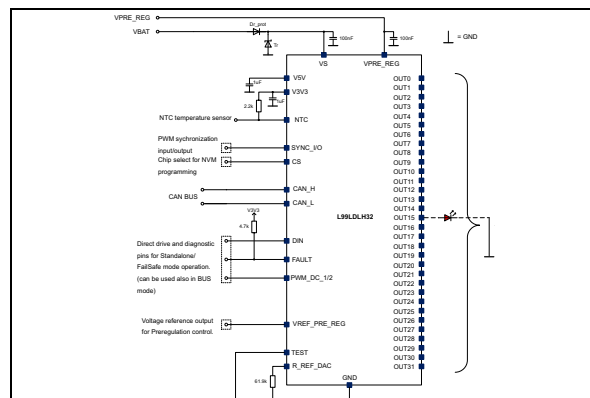 VPRE_REG
VBAT
Dz_prot
Tr
100nF
100nF
= GND
VS
VPRE_REG
1uF
V5V
V3V3
1uF
2.2k
NTC temperature sensor
NTC
PWM sychronization
input/output
SYNC_I/O
Chip select for NVM
programming
CS
CAN BUS
CAN_H
CAN_L
L99LDLH32
V3V3
4.7k
Direct drive and diagnostic
pins for Standalone/
FailSafe mode operation.
(can be used also in BUS
mode)
DIN
FAULT
PWM_DC_1/2
Voltage reference output
for Preregulation control.
VREF_PRE_REG
TEST
R_REF_DAC
61.9k
GND
OUT0
OUT1
OUT2
OUT3
OUT4
OUT5
OUT6
OUT7
OUT8
OUT9
OUT10
OUT11
OUT12
OUT13
OUT14
OUT15
OUT16
OUT17
OUT18
OUT19
OUT20
OUT21
OUT22
OUT23
OUT24
OUT25
OUT26
OUT27
OUT28
OUT29
OUT30
OUT31